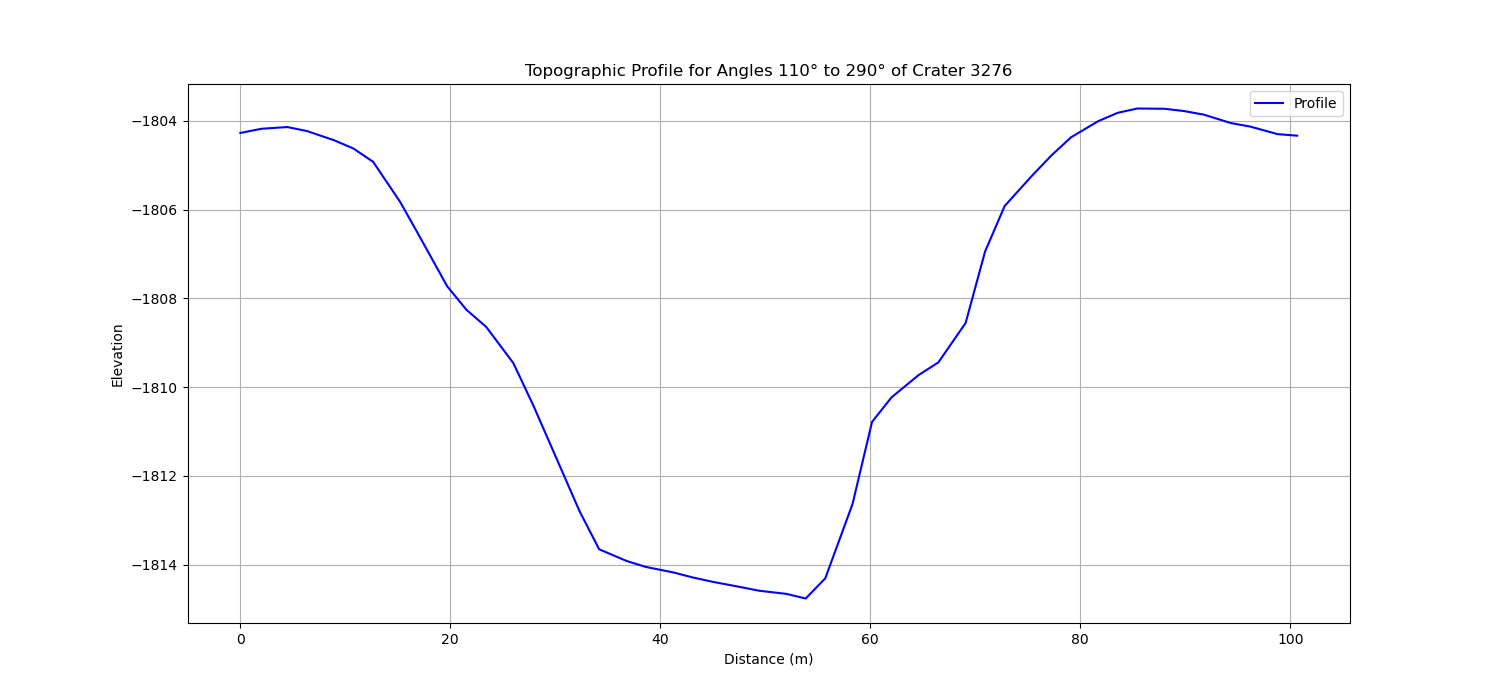 Topographic Profile for Angles 110° to 290° of Crater 3276
Profile
−1804
−1806
−1808
−1810
−1812
−1814
Elevation
0 20 40 60 80 100
Distance (m)